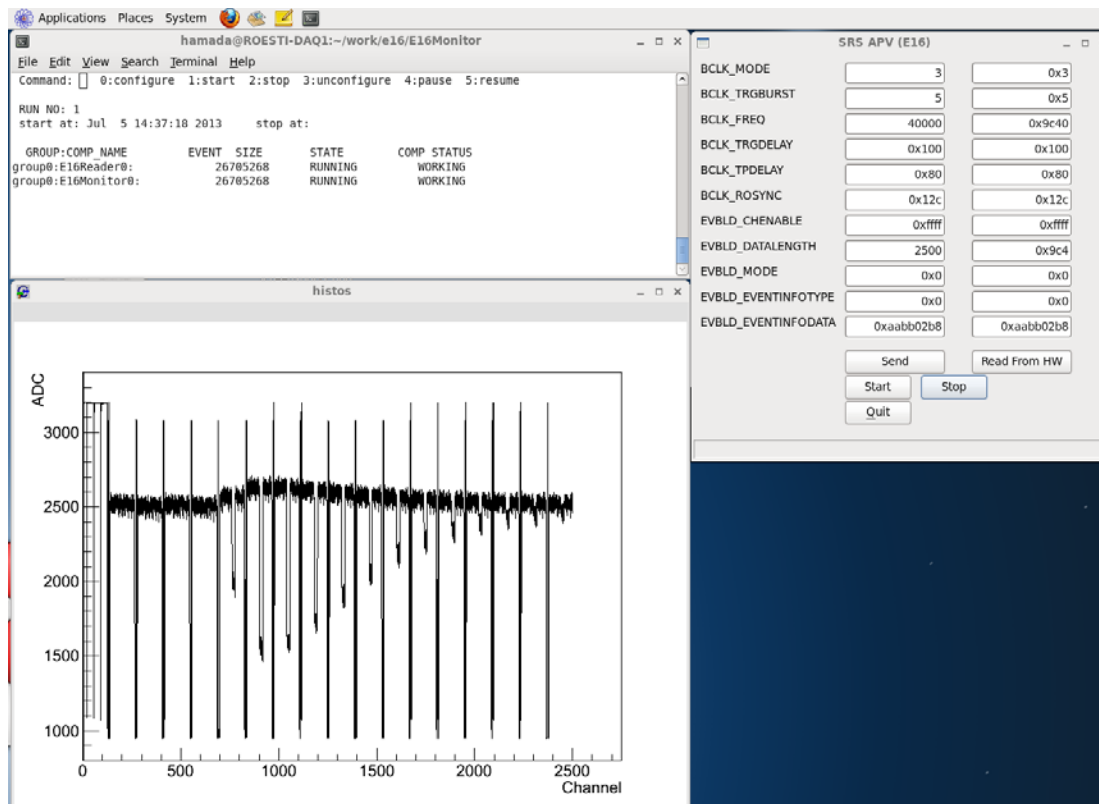 Applications Places System
hamada@ROESTI-DAQ1:~/work/e16/E16Monitor
File Edit View Search Terminal Help
Command: 0:configure 1:start 2:stop 3:unconfigure 4:pause 5:resume
RUN NO: 1
start at: Jul 5 14:37:18 2013 stop at:
GROUP:COMP_NAME EVENT SIZE STATE COMP STATUS
group0:E16Reader0: 26705268 RUNNING WORKING
group0:E16Monitor0: 26705268 RUNNING WORKING
SRS APV (E16)
BCLK_MODE 3 0x3
BCLK_TRGBURST 5 0x5
BCLK_FREQ 40000 0x9c40
BCLK_TRGDELAY 0x100 0x100
BCLK_TPDELAY 0x80 0x80
BCLK_ROSYNC 0x12c 0x12c
EVBLD_CHENABLE 0xffff 0xffff
EVBLD_DATALENGTH 2500 0x9c4
EVBLD_MODE 0x0 0x0
EVBLD_EVENTINFOTYPE 0x0 0x0
EVBLD_EVENTINFODATA 0xaabb02b8 0xaabb02b8
Send Read From HW
Start Stop
Quit
histos
ADC
3000
2500
2000
1500
1000
0 500 1000 1500 2000 2500
Channel